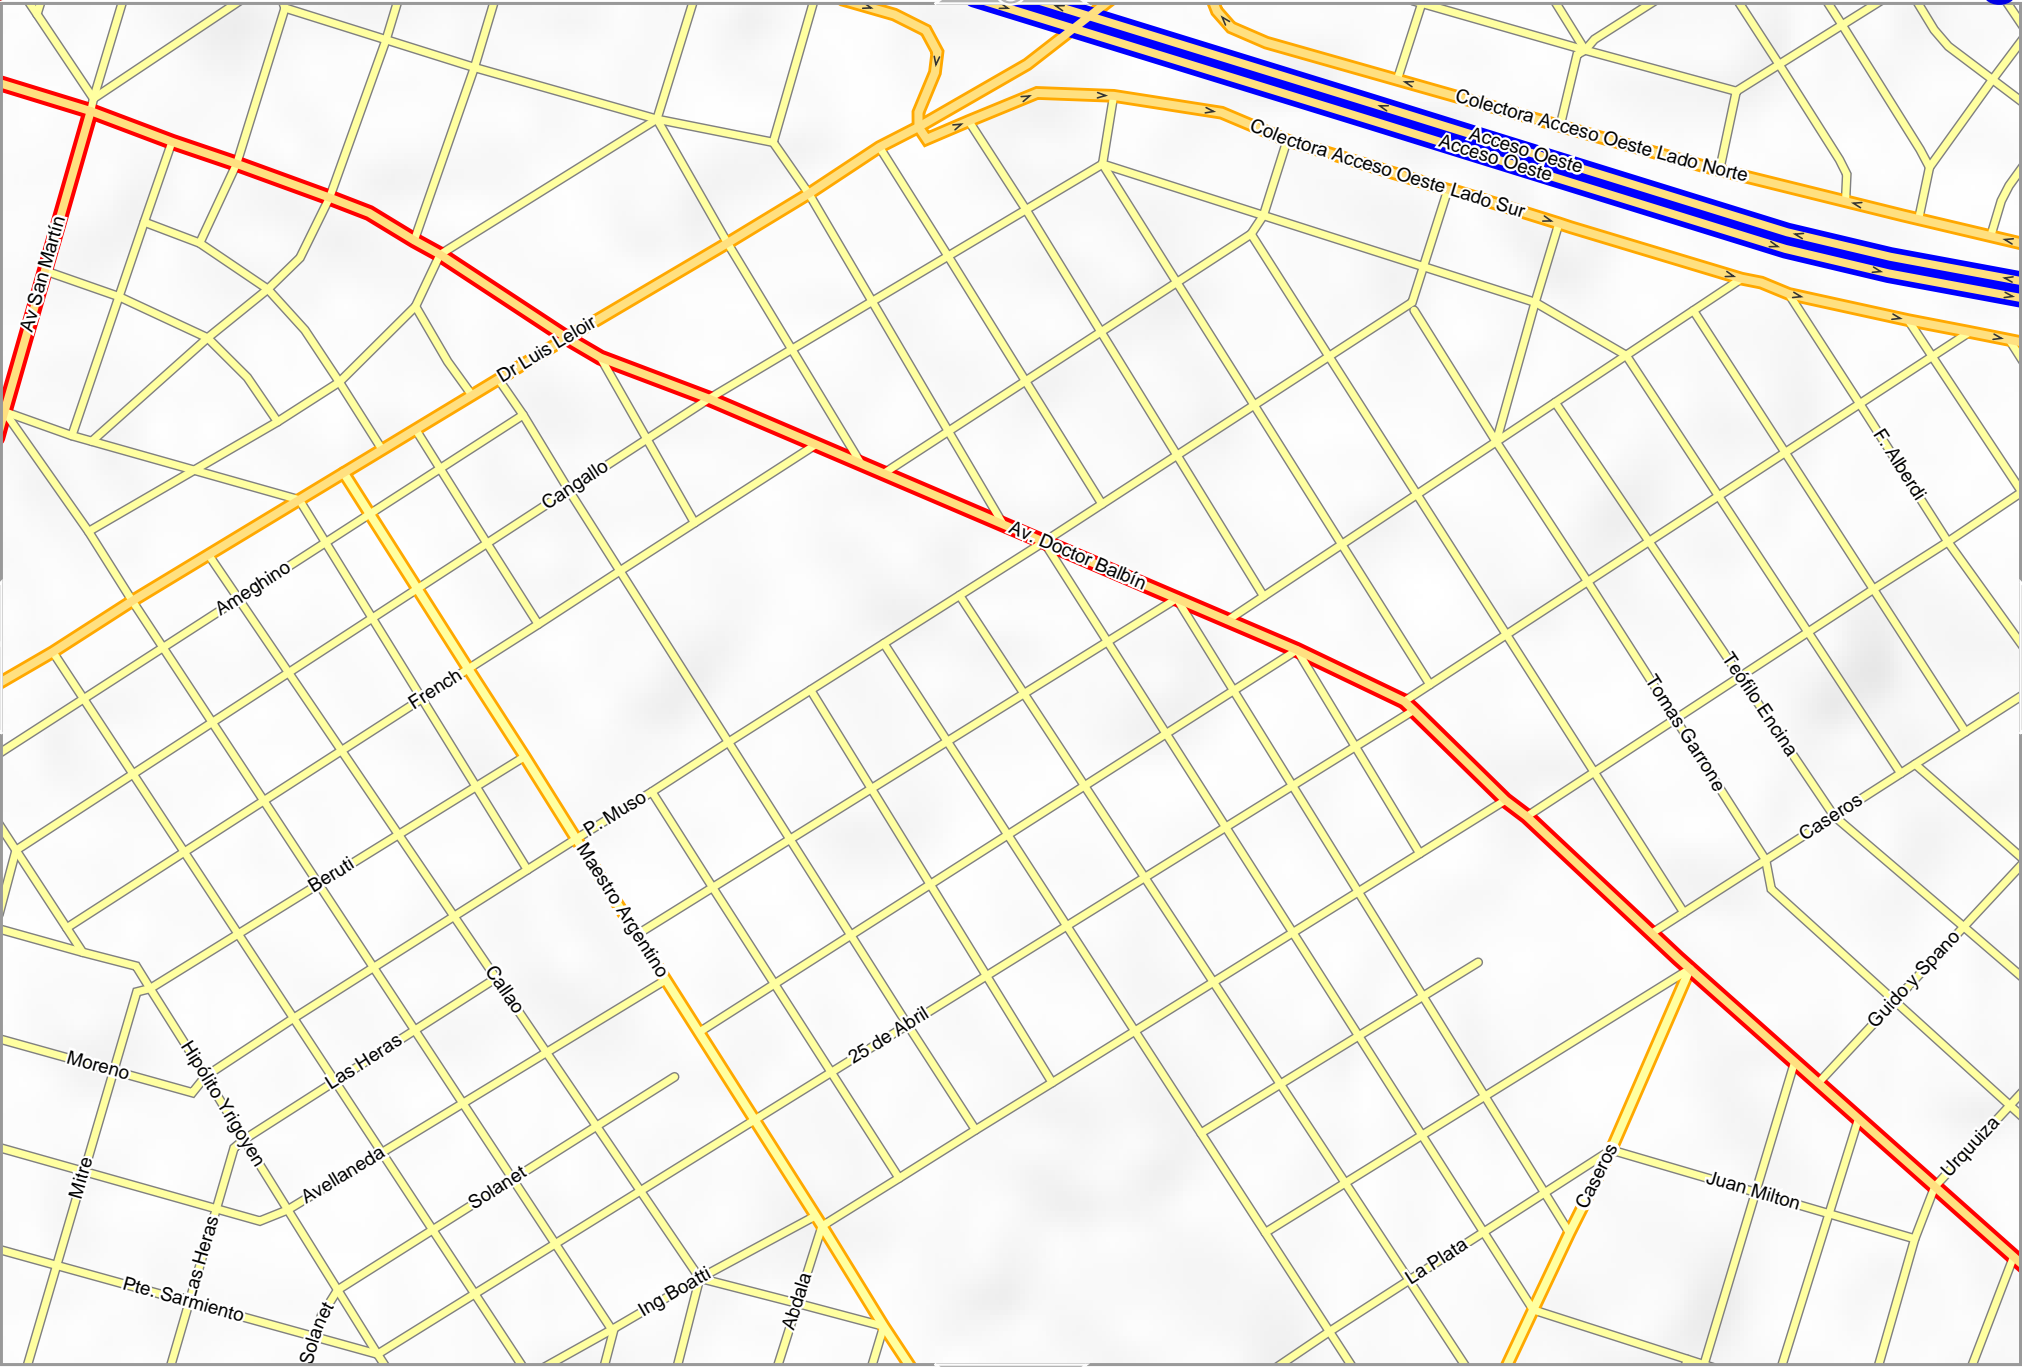 Colectora Acceso Oeste Lado Norte
Acceso Oeste
Acceso Oeste
Colectora Acceso Oeste Lado Sur
Av San Martín
Dr Luis Leloir
Cangallo
F. Alberdi
Av. Doctor Balbín
Ameghino
French
Tomas Garrone
Teófilo Encina
P. Muso
Caseros
Beruti
Maestro Argentino
Callao
Guido y Spano
25 de Abril
Moreno
Hipólito Yrigoyen
Las Heras
Mitre
Avellaneda
Solanet
Caseros
Juan Milton
Urquuiza
Las Heras
Pte. Sarmiento
Solanet
Ing Boatti
Abdala
La Plata